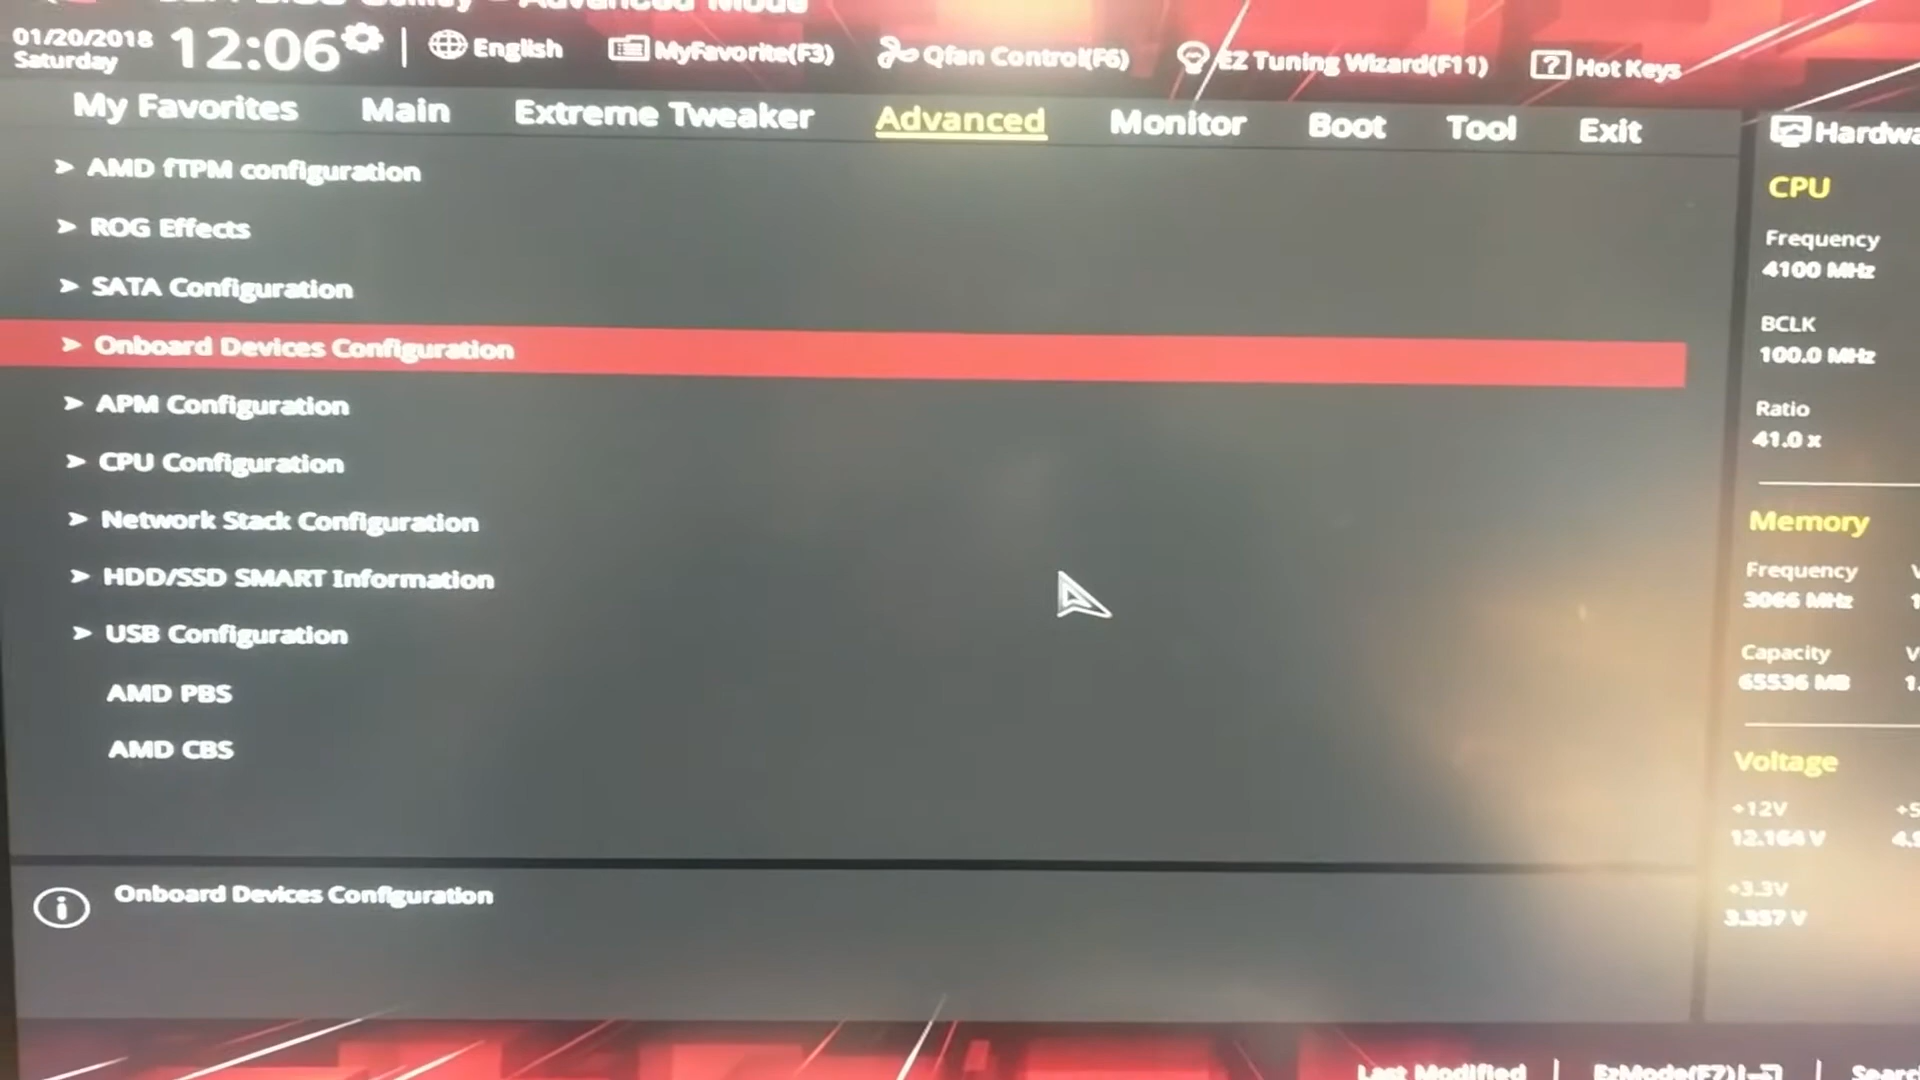 Advanced Mode
01/20/2018
Saturday
12:06
English
MyFavorite(F3)
Qfan Control(F6)
EZ Tuning Wizard(F11)
? Hot Keys
My Favorites
Main
Extreme Tweaker
Advanced
Monitor
Boot
Tool
Exit
> AMD fTPM configuration
> ROG Effects
> SATA Configuration
> Onboard Devices Configuration
> APM Configuration
> CPU Configuration
> Network Stack Configuration
> HDD/SSD SMART Information
> USB Configuration
AMD PBS
AMD CBS
i Onboard Devices Configuration
CPU
Frequency
4100 MHz
BCLK
100.0 MHz
Ratio
41.0 x
Memory
Frequency
3066 MHz
Capacity
65536 MB
Voltage
+12V
12.164 V
+3.3V
3.357 V
Last Modified
EzMode(F7)